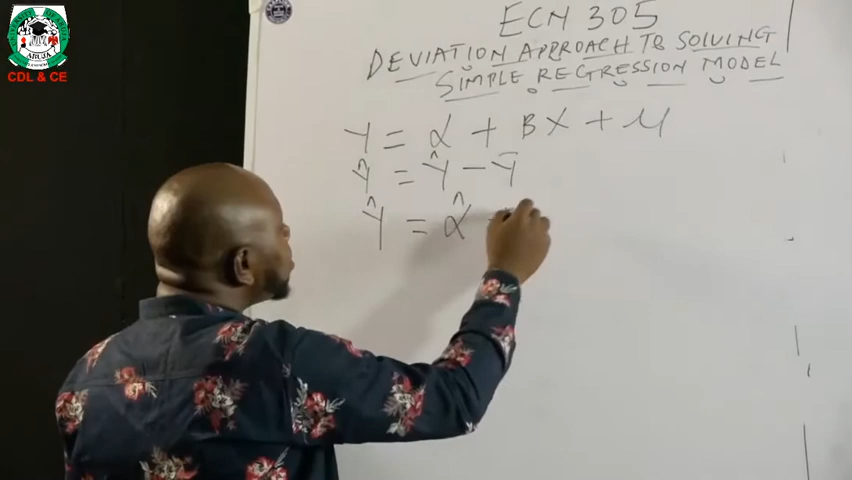 ECN 305
DEVIATION APPROACH TO SOLVING
SIMPLE REGRESSION MODEL
Y = α + BX + μ
ŷ = Ŷ - Ȳ
Ŷ = α̂
CDL & CE